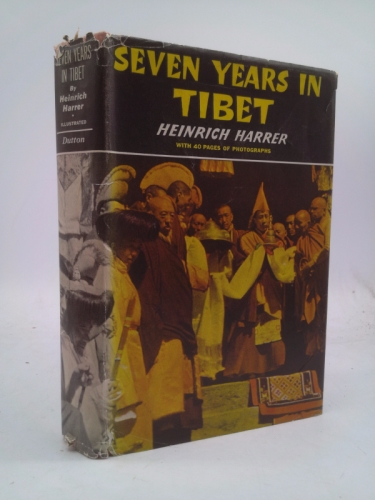 SEVEN YEARS IN
TIBET
HEINRICH HARRER
WITH 40 PAGES OF PHOTOGRAPHS
SEVEN YEARS
IN TIBET
By
Heinrich
Harrer
ILLUSTRATED
Dutton